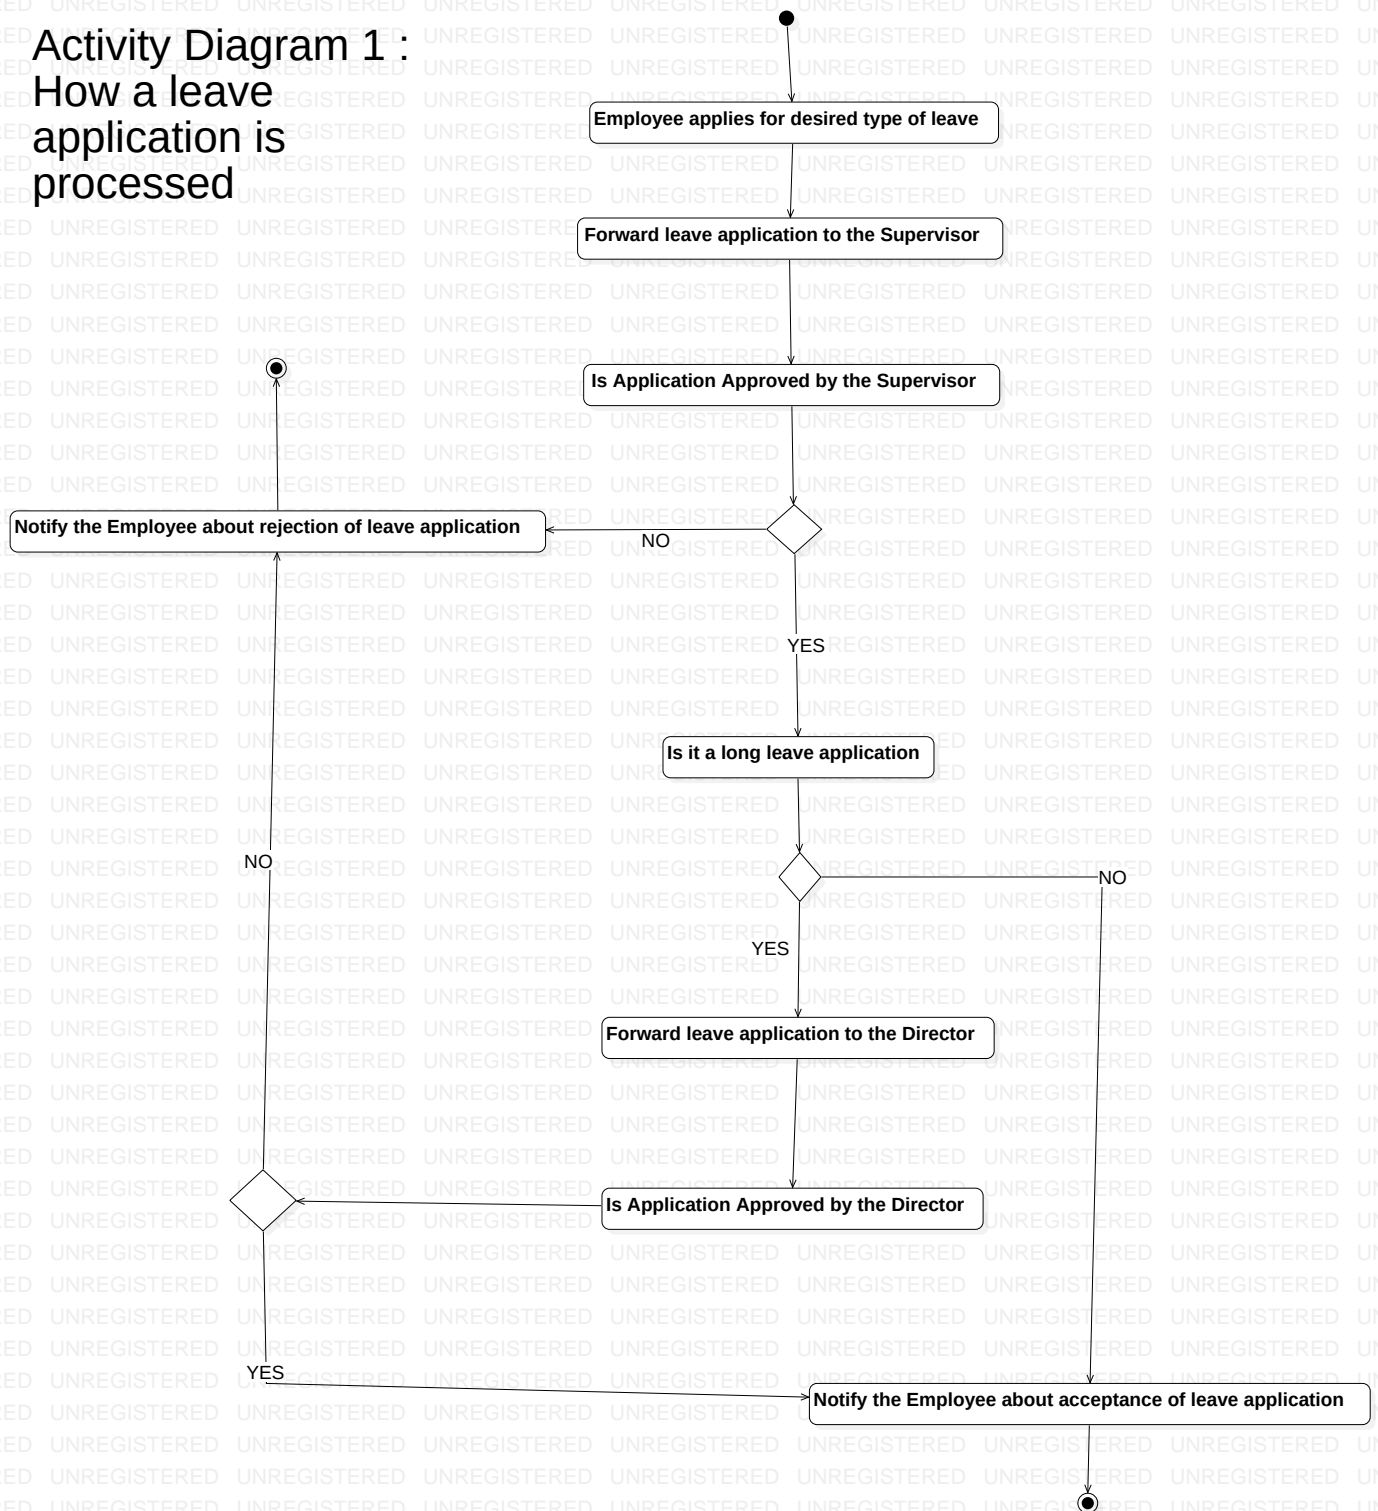 Activity Diagram 1 :
How a leave
application is
processed
Employee applies for desired type of leave
Forward leave application to the Supervisor
Is Application Approved by the Supervisor
Notify the Employee about rejection of leave application
NO
YES
Is it a long leave application
NO
NO
YES
Forward leave application to the Director
Is Application Approved by the Director
YES
Notify the Employee about acceptance of leave application
UNREGISTERED